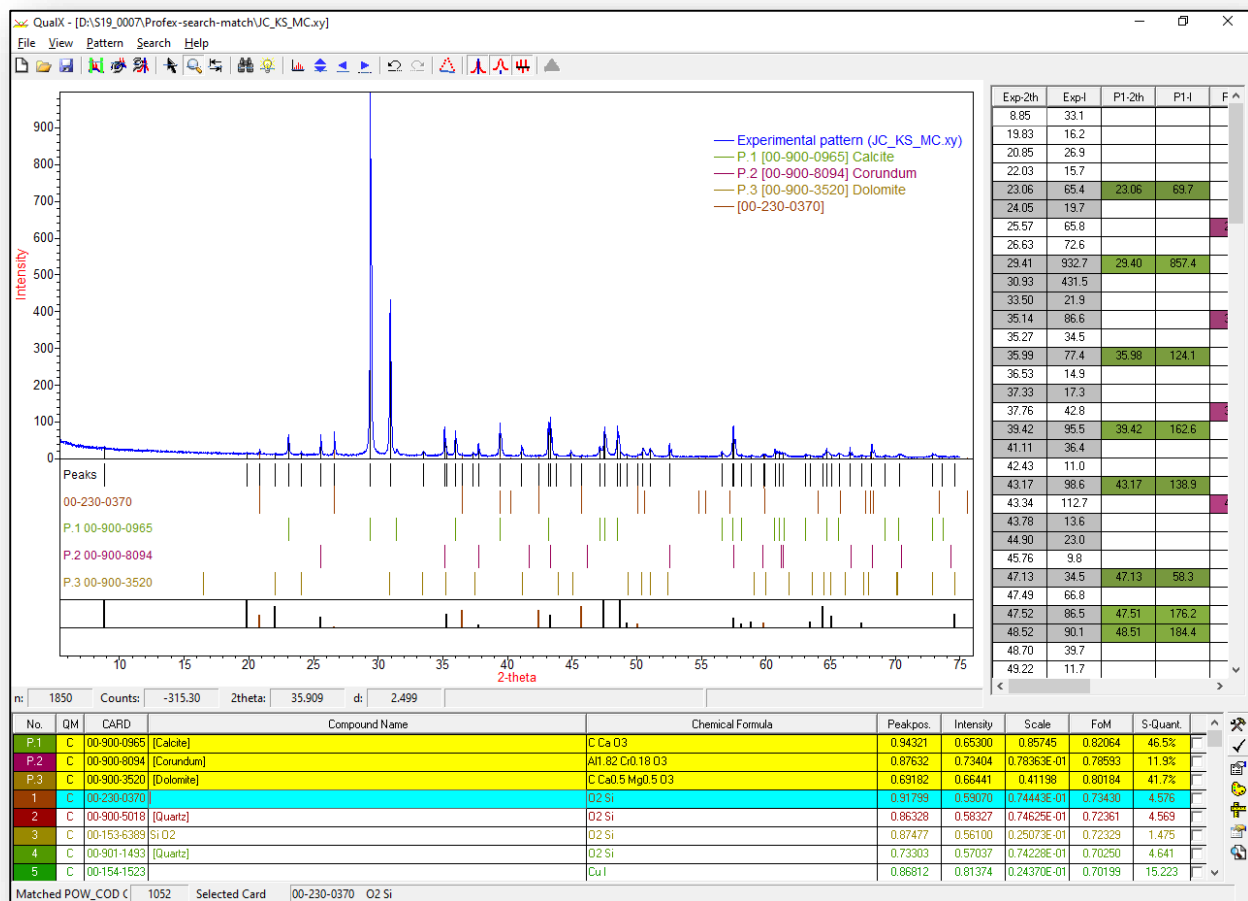 QualX - [D:\S19_0007\Profex-search-match\JC_KS_MC.xy]
File View Pattern Search Help
Intensity
900
800
700
600
500
400
300
200
100
0
Experimental pattern (JC_KS_MC.xy)
P.1 [00-900-0965] Calcite
P.2 [00-900-8094] Corundum
P.3 [00-900-3520] Dolomite
[00-230-0370]
Peaks
00-230-0370
P.1 00-900-0965
P.2 00-900-8094
P.3 00-900-3520
10 15 20 25 30 35 40 45 50 55 60 65 70 75
2-theta
Exp-2th Exp-I P1-2th P1-I
8.85 33.1
19.83 16.2
20.85 26.9
22.03 15.7
23.06 65.4 23.06 69.7
24.05 19.7
25.57 65.8
26.63 72.6
29.41 932.7 29.40 857.4
30.93 431.5
33.50 21.9
35.14 86.6
35.27 34.5
35.99 77.4 35.98 124.1
36.53 14.9
37.33 17.3
37.76 42.8
39.42 95.5 39.42 162.6
41.11 36.4
42.43 11.0
43.17 98.6 43.17 138.9
43.34 112.7
43.78 13.6
44.90 23.0
45.76 9.8
47.13 34.5 47.13 58.3
47.49 66.8
47.52 86.5 47.51 176.2
48.52 90.1 48.51 184.4
48.70 39.7
49.22 11.7
n: 1850 Counts: -315.30 2theta: 35.909 d: 2.499
No. QM CARD Compound Name Chemical Formula Peakpos. Intensity Scale FoM S-Quant.
P.1 C 00-900-0965 [Calcite] C Ca O3 0.94321 0.65300 0.85745 0.82064 46.5%
P.2 C 00-900-8094 [Corundum] Al1.82 Cr0.18 O3 0.87632 0.73404 0.78363E-01 0.78593 11.9%
P.3 C 00-900-3520 [Dolomite] C Ca0.5 Mg0.5 O3 0.69182 0.66441 0.41198 0.80184 41.7%
1 C 00-230-0370 O2 Si 0.91799 0.59070 0.74443E-01 0.73430 4.576
2 C 00-900-5018 [Quartz] O2 Si 0.86328 0.58327 0.74625E-01 0.72361 4.569
3 C 00-153-6389 Si O2 O2 Si 0.87477 0.56100 0.25073E-01 0.72329 1.475
4 C 00-901-1493 [Quartz] O2 Si 0.73303 0.57037 0.74228E-01 0.70250 4.641
5 C 00-154-1523 Cu I 0.86812 0.81374 0.24370E-01 0.70199 15.223
Matched POW_COD C 1052 Selected Card 00-230-0370 O2 Si